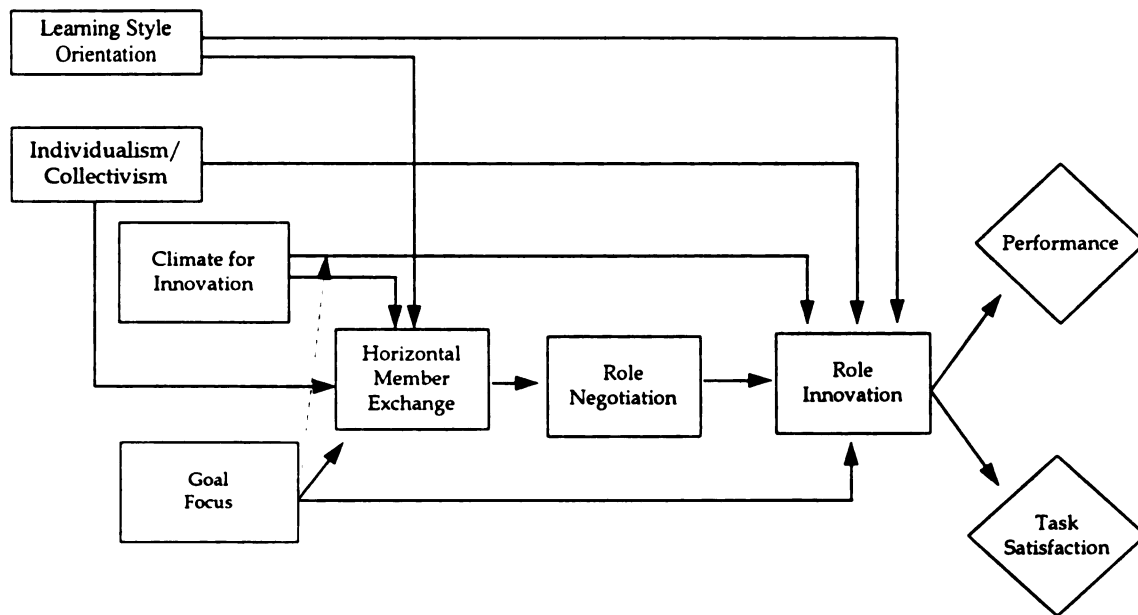 Learning Style
Orientation
Individualism/
Collectivism
Climate for
Innovation
Performance
Horizontal
Member
Exchange
Role
Negotiation
Role
Innovation
Goal
Focus
Task
Satisfaction